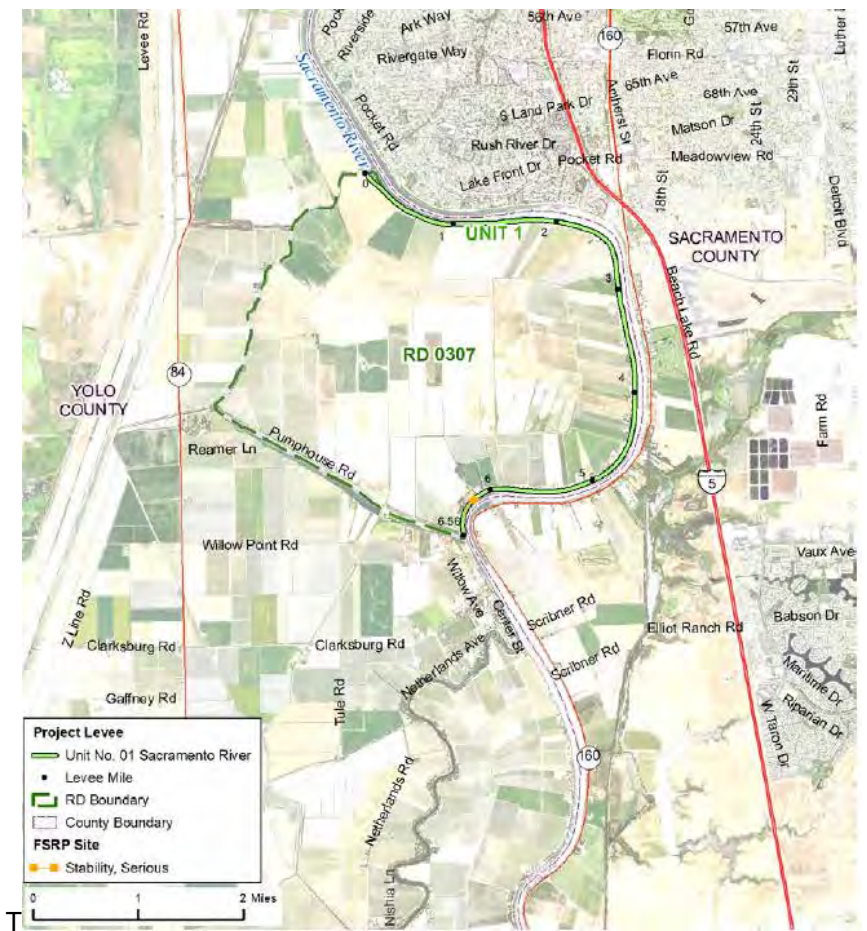 Levee Rd
Pocket
Riverside
Ark Way
Rivergate Way
56th Ave
160
57th Ave
Florin Rd
Luther
65th Ave
68th Ave
Amherst St
24th St
29th St
Sacramento River
Pocket Rd
S Land Park Dr
Rush River Dr
Pocket Rd
Lake Front Dr
Matson Dr
Meadowview Rd
18th St
Detroit Blvd
0
1
UNIT 1
2
SACRAMENTO
COUNTY
3
Beach Lake Rd
RD 0307
84
YOLO
COUNTY
4
Farm Rd
Reamer Ln
Pumphouse Rd
5
5
6
6.56
Willow Point Rd
Vaux Ave
Z Line Rd
Willow Ave
Center St
Scribner Rd
Elliot Ranch Rd
Babson Dr
Clarksburg Rd
Clarksburg Rd
Netherlands Ave
Scribner Rd
Maritime Dr
Riparian Dr
W Taron Dr
Gaffney Rd
Tule Rd
160
Netherlands Rd
Nishia Ln
Project Levee
Unit No. 01 Sacramento River
Levee Mile
RD Boundary
County Boundary
FSRP Site
Stability, Serious
0 1 2 Miles
T